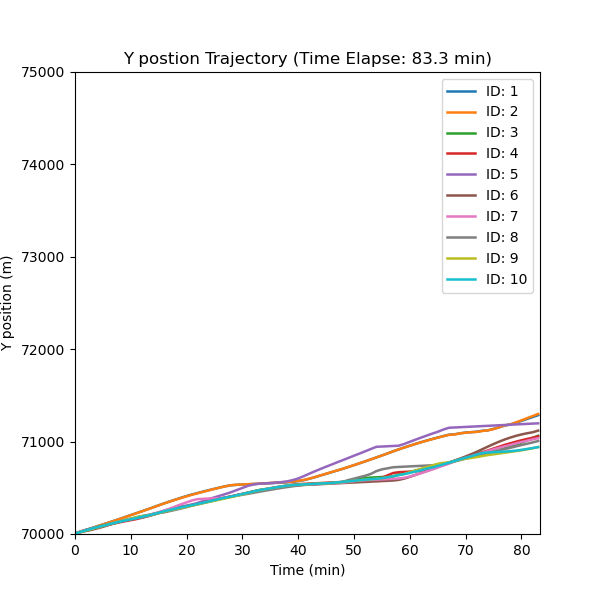 Y postion Trajectory (Time Elapse: 83.3 min)
75000
74000
73000
72000
71000
70000
Y position (m)
ID: 1
ID: 2
ID: 3
ID: 4
ID: 5
ID: 6
ID: 7
ID: 8
ID: 9
ID: 10
0 10 20 30 40 50 60 70 80
Time (min)